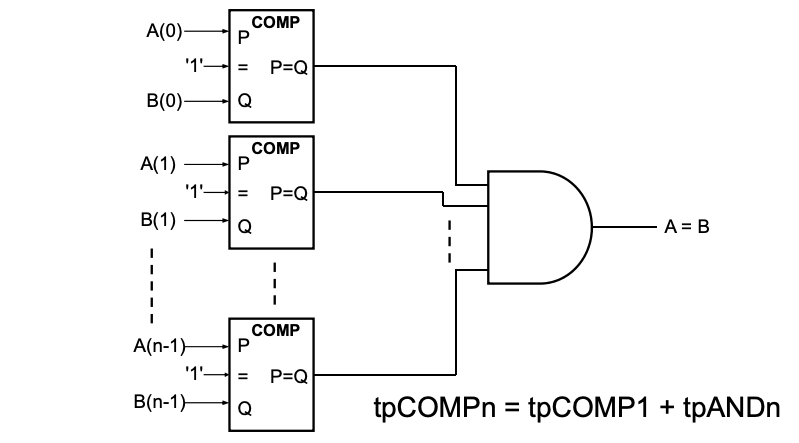 COMP
A(0) P
'1' = P=Q
B(0) Q
COMP
A(1) P
'1' = P=Q
B(1) Q
A = B
COMP
A(n-1) P
'1' = P=Q
B(n-1) Q
tpCOMPn = tpCOMP1 + tpANDn